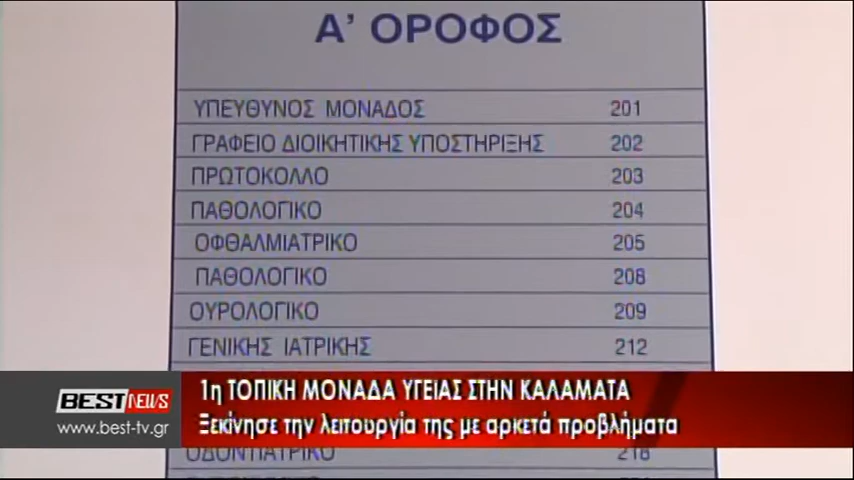 Α' ΟΡΟΦΟΣ
ΥΠΕΥΘΥΝΟΣ ΜΟΝΑΔΟΣ 201
ΓΡΑΦΕΙΟ ΔΙΟΙΚΗΤΙΚΗΣ ΥΠΟΣΤΗΡΙΞΗΣ 202
ΠΡΩΤΟΚΟΛΛΟ 203
ΠΑΘΟΛΟΓΙΚΟ 204
ΟΦΘΑΛΜΙΑΤΡΙΚΟ 205
ΠΑΘΟΛΟΓΙΚΟ 208
ΟΥΡΟΛΟΓΙΚΟ 209
ΓΕΝΙΚΗΣ ΙΑΤΡΙΚΗΣ 212
BEST NEWS
www.best-tv.gr
1η ΤΟΠΙΚΗ ΜΟΝΑΔΑ ΥΓΕΙΑΣ ΣΤΗΝ ΚΑΛΑΜΑΤΑ
Ξεκίνησε την λειτουργία της με αρκετά προβλήματα
ΟΔΟΝΤΙΑΤΡΙΚΟ 218